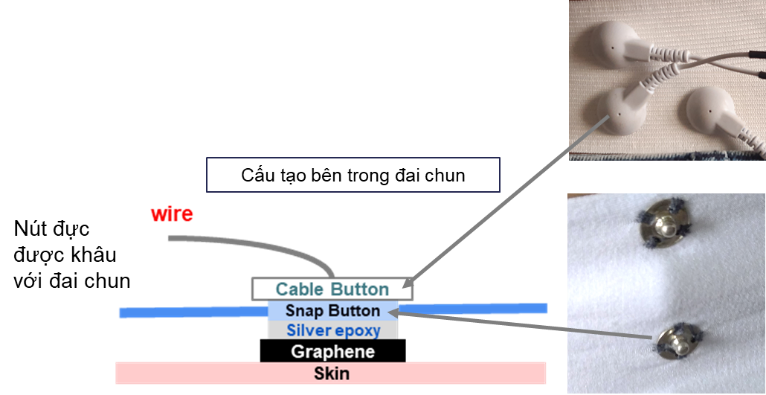 Cấu tạo bên trong đai chun
wire
Nút đực
được khâu
với đai chun
Cable Button
Snap Button
Silver epoxy
Graphene
Skin